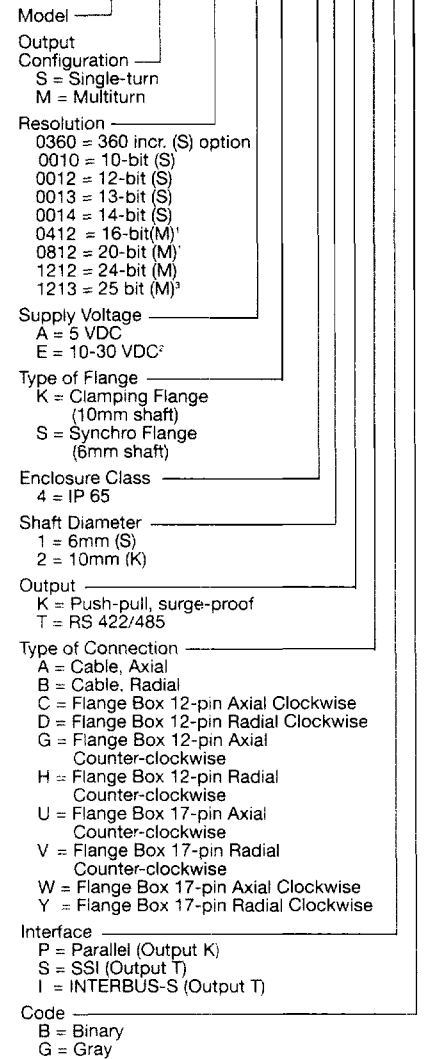 Model
Output
Configuration
S = Single-turn
M = Multiturn
Resolution
0360 = 360 incr. (S) option
0010 = 10-bit (S)
0012 = 12-bit (S)
0013 = 13-bit (S)
0014 = 14-bit (S)
0412 = 16-bit(M)¹
0812 = 20-bit (M)¹
1212 = 24-bit (M)
1213 = 25 bit (M)³
Supply Voltage
A = 5 VDC
E = 10-30 VDC²
Type of Flange
K = Clamping Flange
(10mm shaft)
S = Synchro Flange
(6mm shaft)
Enclosure Class
4 = IP 65
Shaft Diameter
1 = 6mm (S)
2 = 10mm (K)
Output
K = Push-pull, surge-proof
T = RS 422/485
Type of Connection
A = Cable, Axial
B = Cable, Radial
C = Flange Box 12-pin Axial Clockwise
D = Flange Box 12-pin Radial Clockwise
G = Flange Box 12-pin Axial
Counter-clockwise
H = Flange Box 12-pin Radial
Counter-clockwise
U = Flange Box 17-pin Axial
Counter-clockwise
V = Flange Box 17-pin Radial
Counter-clockwise
W = Flange Box 17-pin Axial Clockwise
Y = Flange Box 17-pin Radial Clockwise
Interface
P = Parallel (Output K)
S = SSI (Output T)
I = INTERBUS-S (Output T)
Code
B = Binary
G = Gray